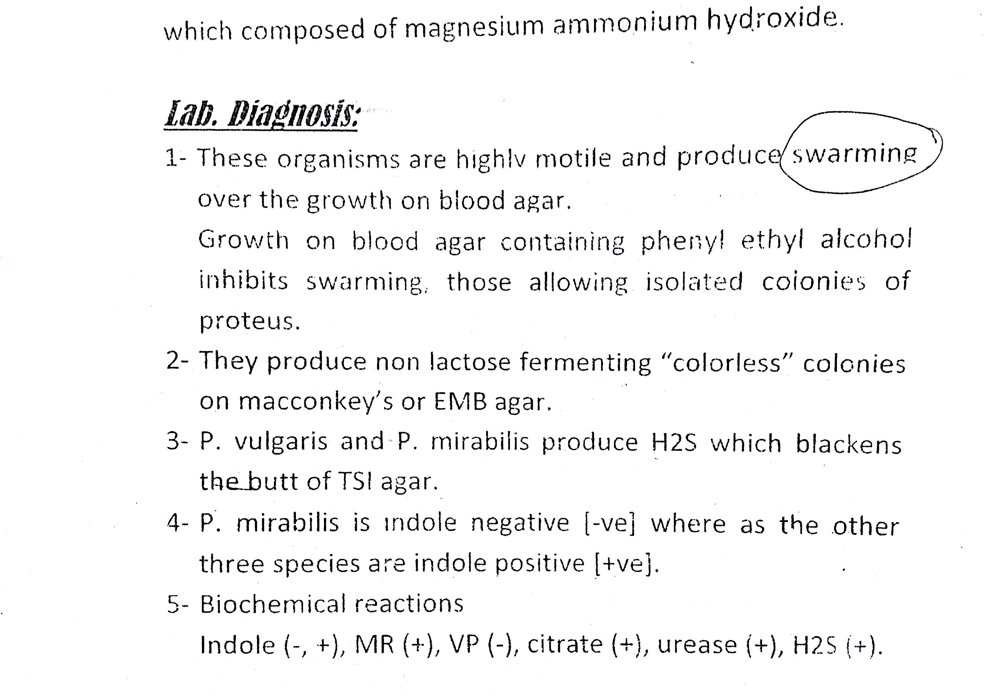 which composed of magnesium ammonium hydroxide.
Lab. Diagnosis:
1- These organisms are highly motile and produce swarming
over the growth on blood agar.
Growth on blood agar containing phenyl ethyl alcohol
inhibits swarming, those allowing isolated colonies of
proteus.
2- They produce non lactose fermenting “colorless” colonies
on macconkey’s or EMB agar.
3- P. vulgaris and P. mirabilis produce H2S which blackens
the butt of TSI agar.
4- P. mirabilis is indole negative [-ve] where as the other
three species are indole positive [+ve].
5- Biochemical reactions
Indole (-, +), MR (+), VP (-), citrate (+), urease (+), H2S (+).